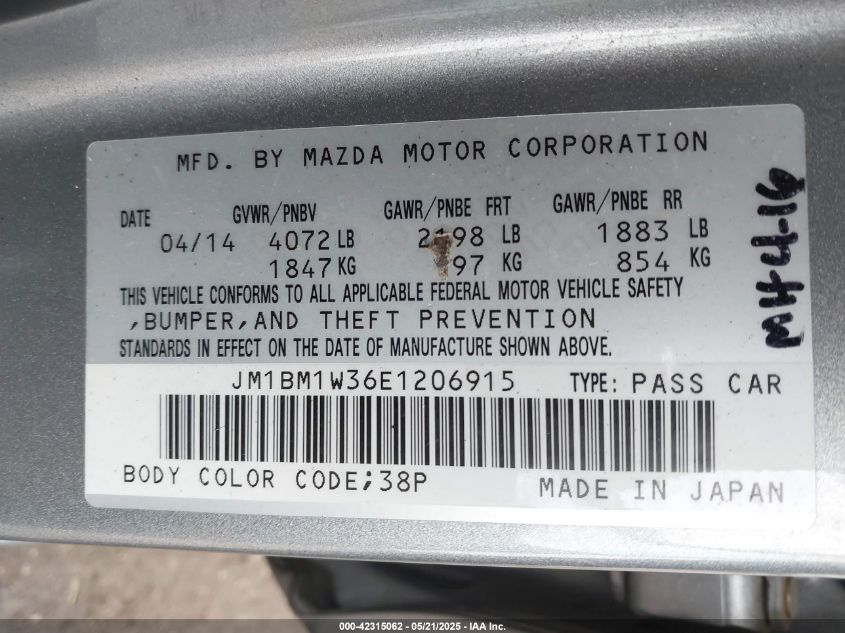 MFD. BY MAZDA MOTOR CORPORATION
DATE GVWR/PNBV GAWR/PNBE FRT GAWR/PNBE RR
04/14 4072 LB LB 1883 LB
1847 KG KG 854 KG
THIS VEHICLE CONFORMS TO ALL APPLICABLE FEDERAL MOTOR VEHICLE SAFETY
,BUMPER,AND THEFT PREVENTION
STANDARDS IN EFFECT ON THE DATE OF MANUFACTURE SHOWN ABOVE.
JM1BM1W36E1206915 TYPE: PASS CAR
BODY COLOR CODE;38P MADE IN JAPAN
000-42315062 - 05/21/2025 - IAA Inc.